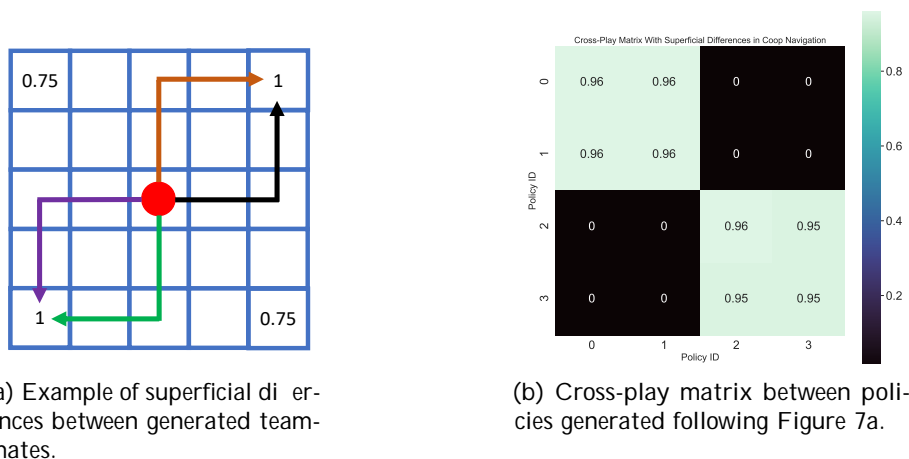 0.75
1
1
0.75
Cross-Play Matrix With Superficial Differences in Coop Navigation
Policy ID
0 0.96 0.96 0 0
1 0.96 0.96 0 0
2 0 0 0.96 0.95
3 0 0 0.95 0.95
0 1 2 3
Policy ID
0.8
0.6
0.4
0.2
a) Example of superficial di er-
nces between generated team-
nates.
(b) Cross-play matrix between poli-
cies generated following Figure 7a.